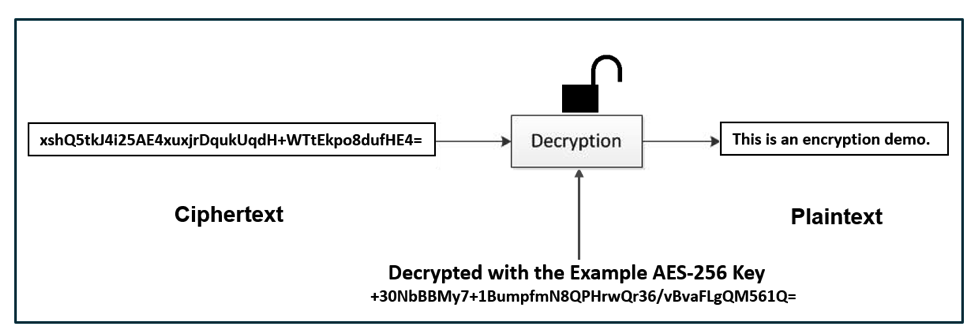 xshQ5tkJ4i25AE4xuxjrDqukUqdH+WTtEkpo8dufHE4=
Decryption
This is an encryption demo.
Ciphertext
Plaintext
Decrypted with the Example AES-256 Key
+30NbBBMy7+1BumpfmN8QPHrwQr36/vBvaFLgQM561Q=